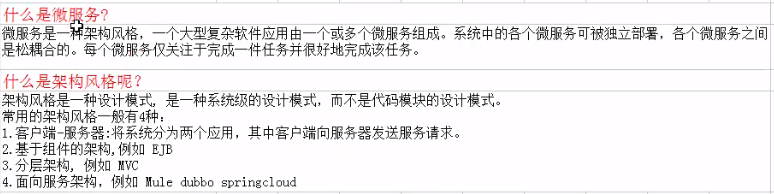 什么是微服务?
微服务是一种架构风格，一个大型复杂软件应用由一个或多个微服务组成。系统中的各个微服务可被独立部署，各个微服务之间
是松耦合的。每个微服务仅关注于完成一件任务并很好地完成该任务。
什么是架构风格呢？
架构风格是一种设计模式，是一种系统级的设计模式，而不是代码模块的设计模式。
常用的架构风格一般有4种：
1.客户端-服务器:将系统分为两个应用，其中客户端向服务器发送服务请求。
2.基于组件的架构,例如 EJB
3.分层架构, 例如 MVC
4.面向服务架构，例如 Mule dubbo springcloud